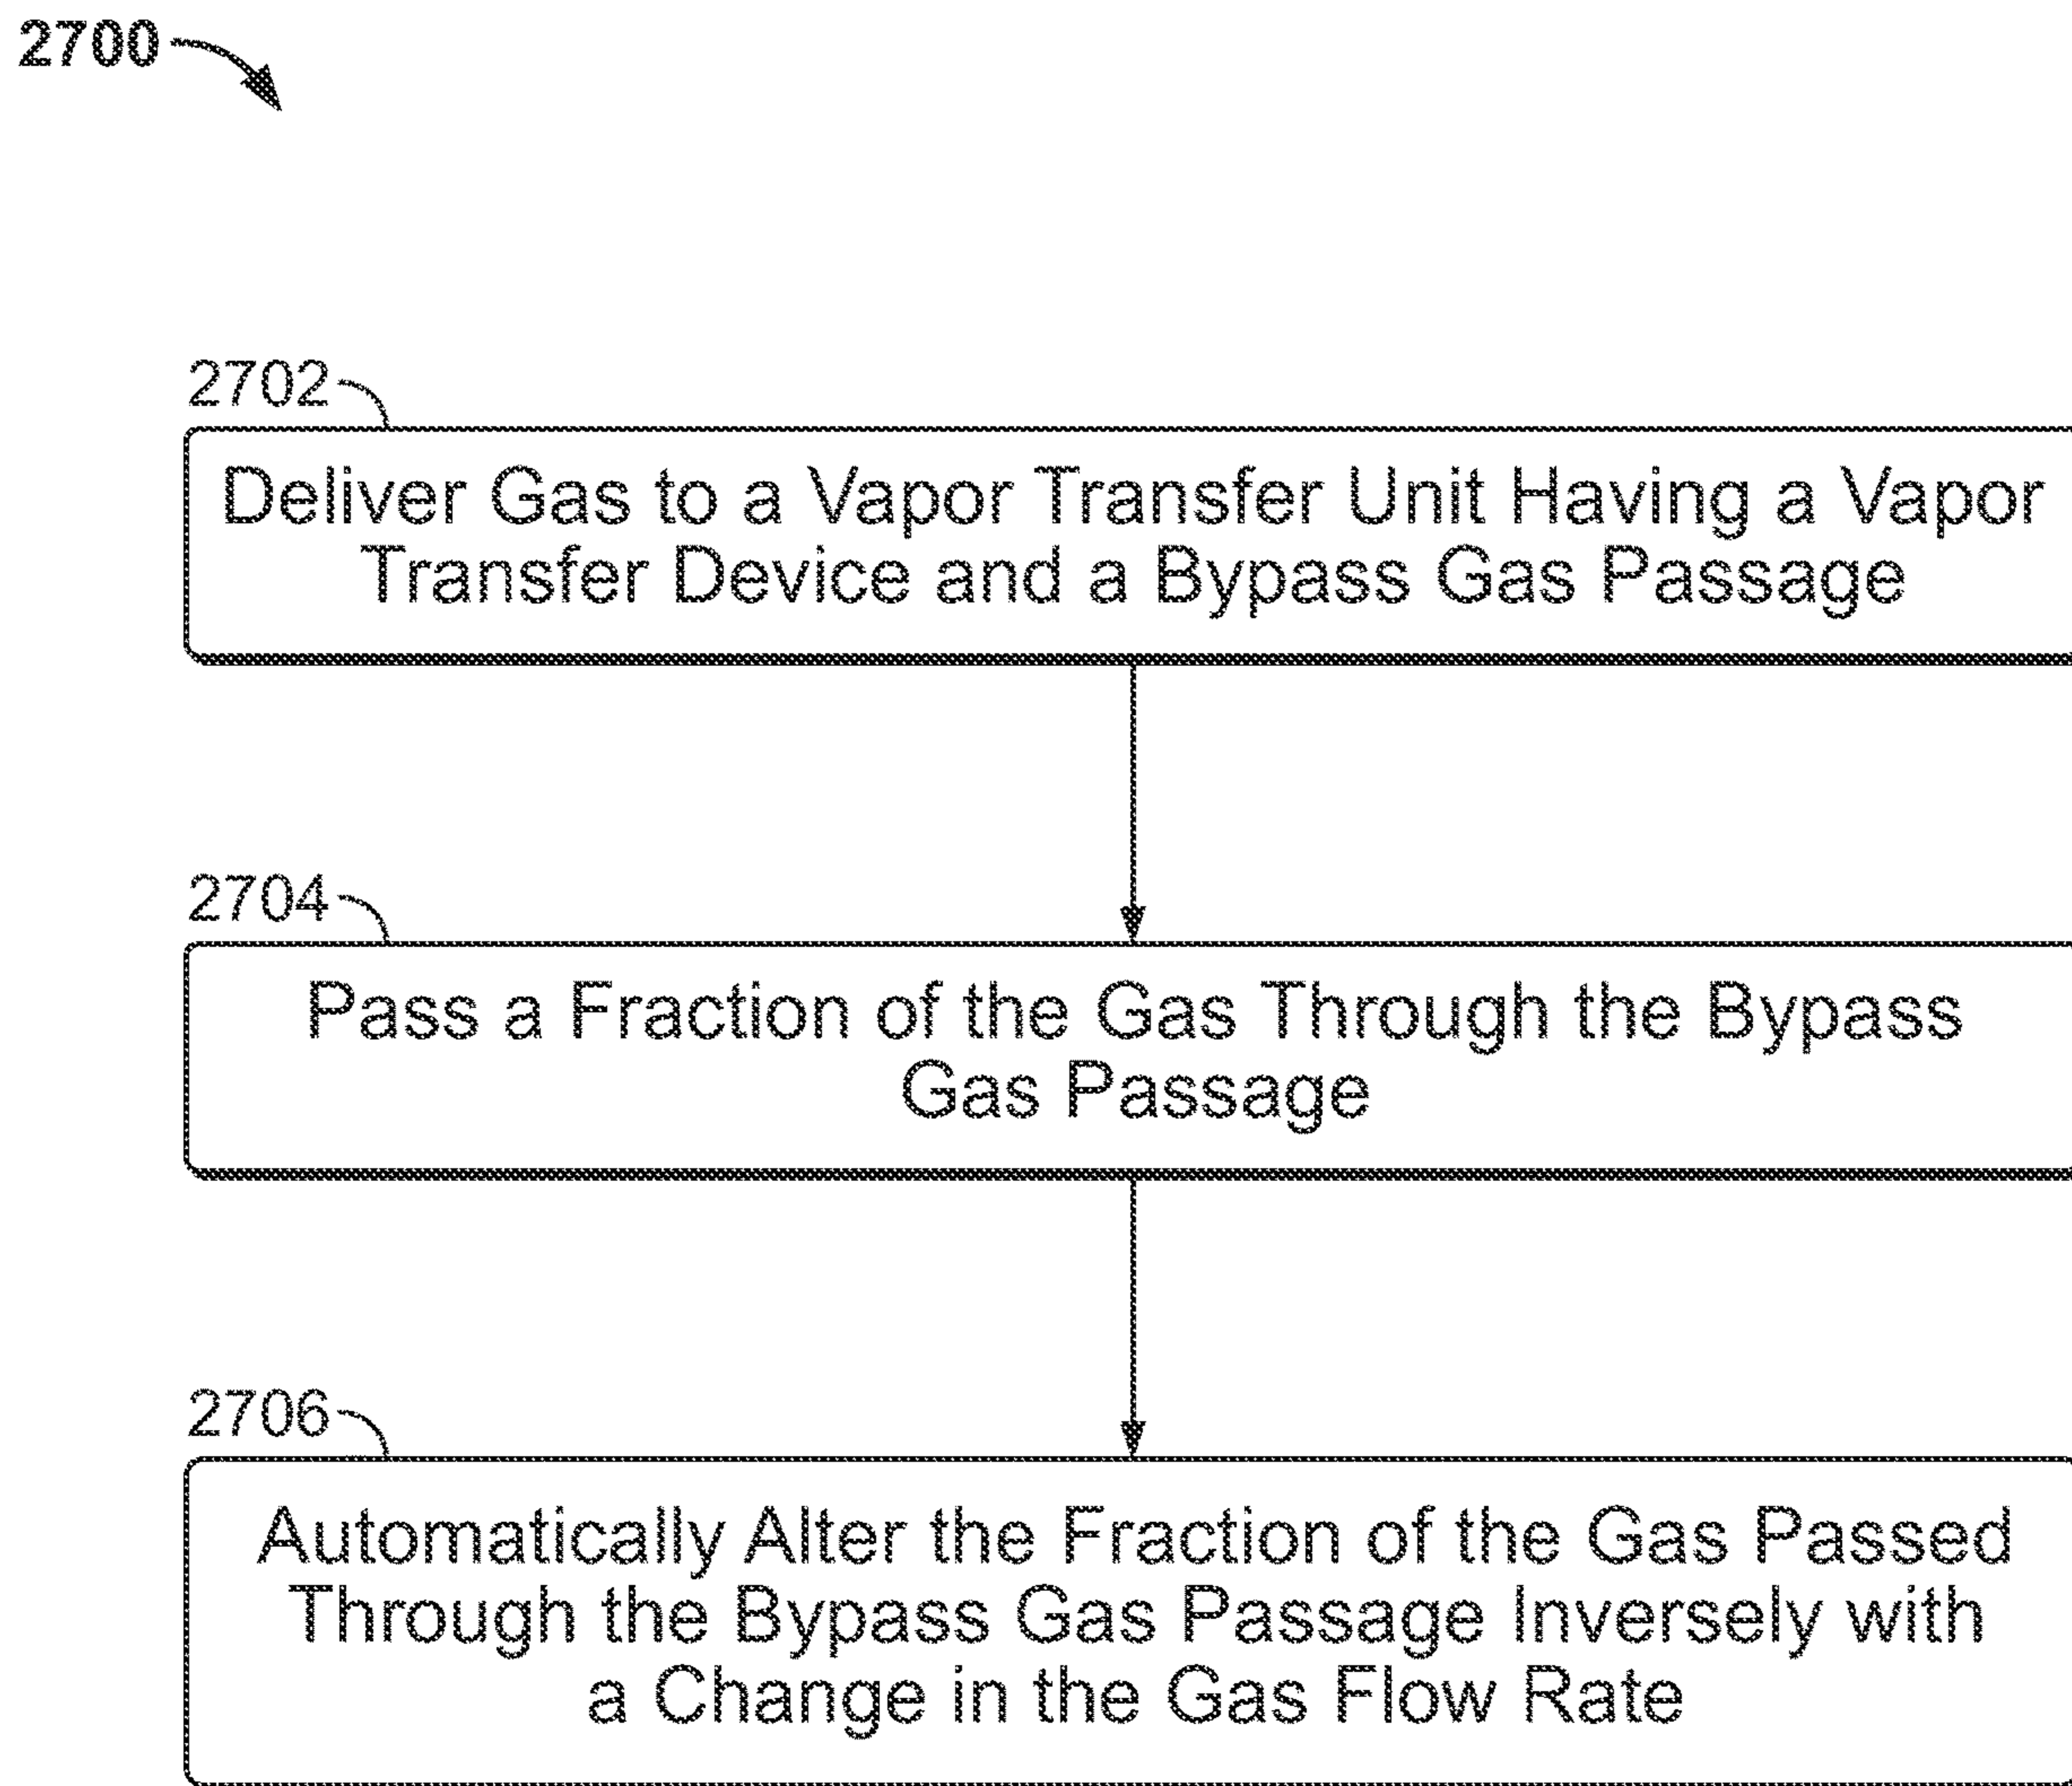 2700
2702
Deliver Gas to a Vapor Transfer Unit Having a Vapor
Transfer Device and a Bypass Gas Passage
2704
Pass a Fraction of the Gas Through the Bypass
Gas Passage
2706
Automatically Alter the Fraction of the Gas Passed
Through the Bypass Gas Passage Inversely with
a Change in the Gas Flow Rate